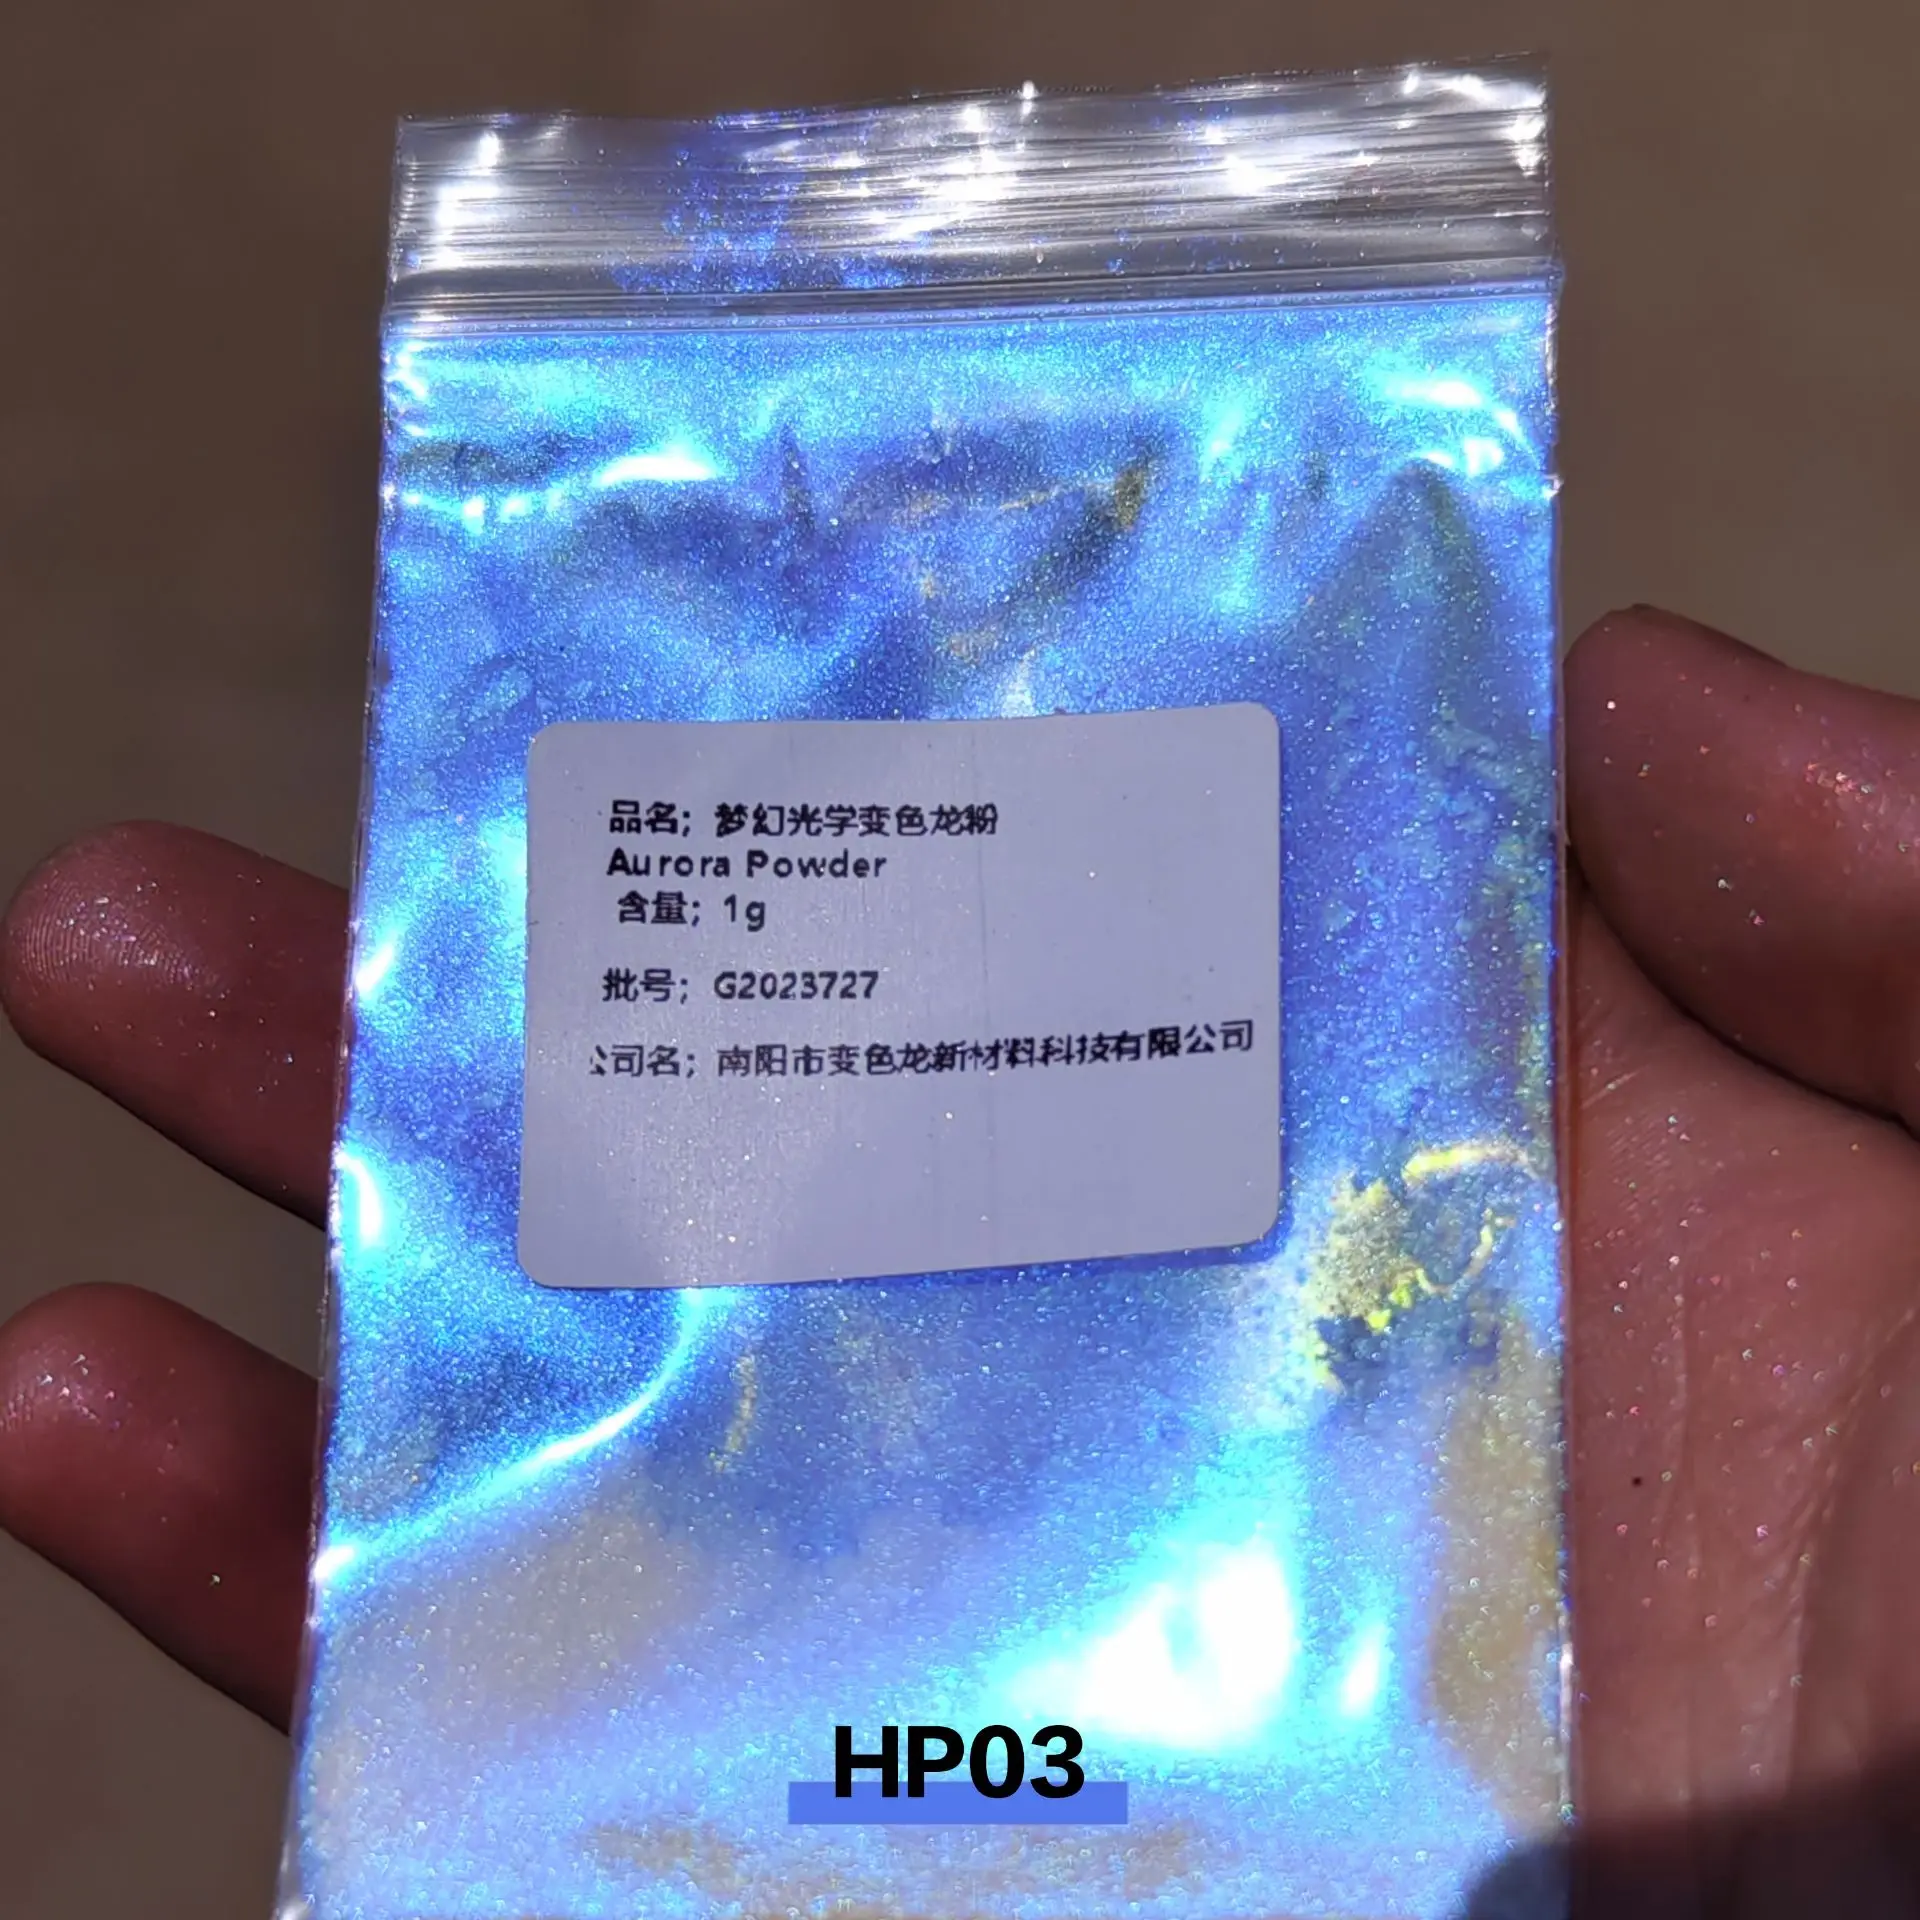 品名；梦幻光学变色龙粉
Aurora Powder
含量；1g
批号；G2023727
公司名；南阳市变色龙新材料科技有限公司
HP03